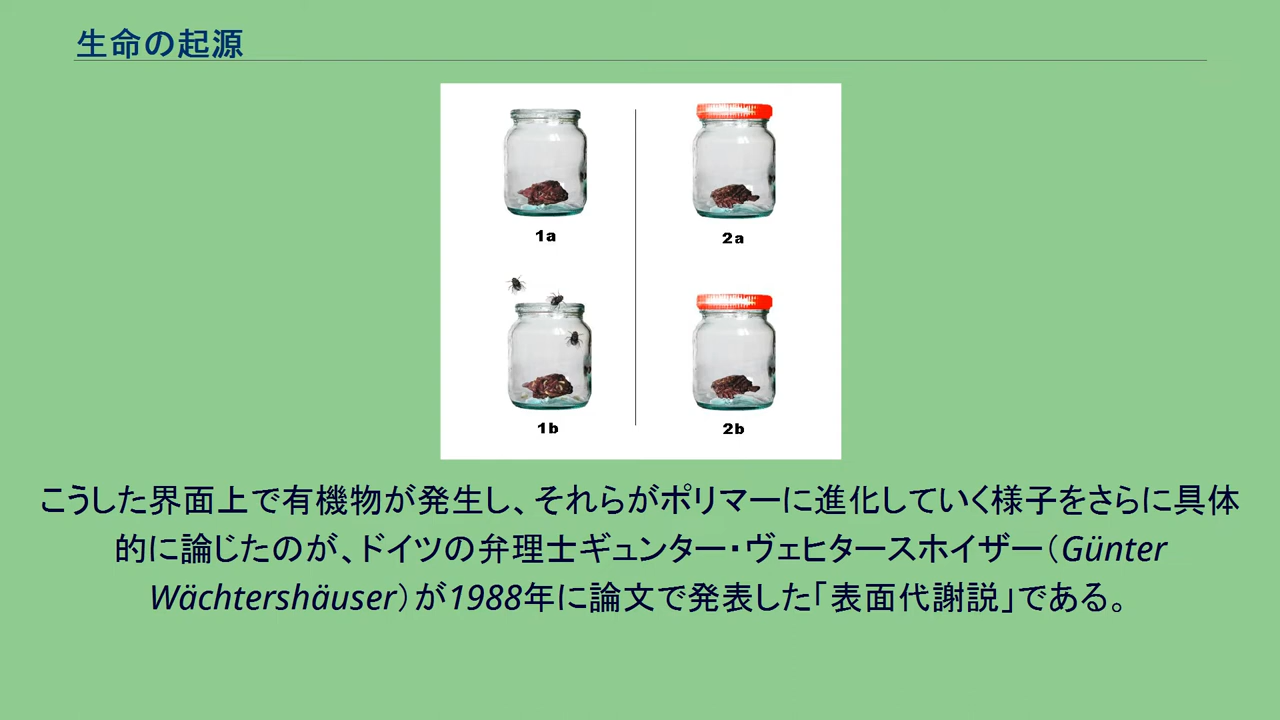 生命の起源
1a
2a
1b
2b
こうした界面上で有機物が発生し、それらがポリマーに進化していく様子をさらに具体
的に論じたのが、ドイツの弁理士ギュンター・ヴェヒタースホイザー（Günter
Wächtershäuser）が1988年に論文で発表した「表面代謝説」である。